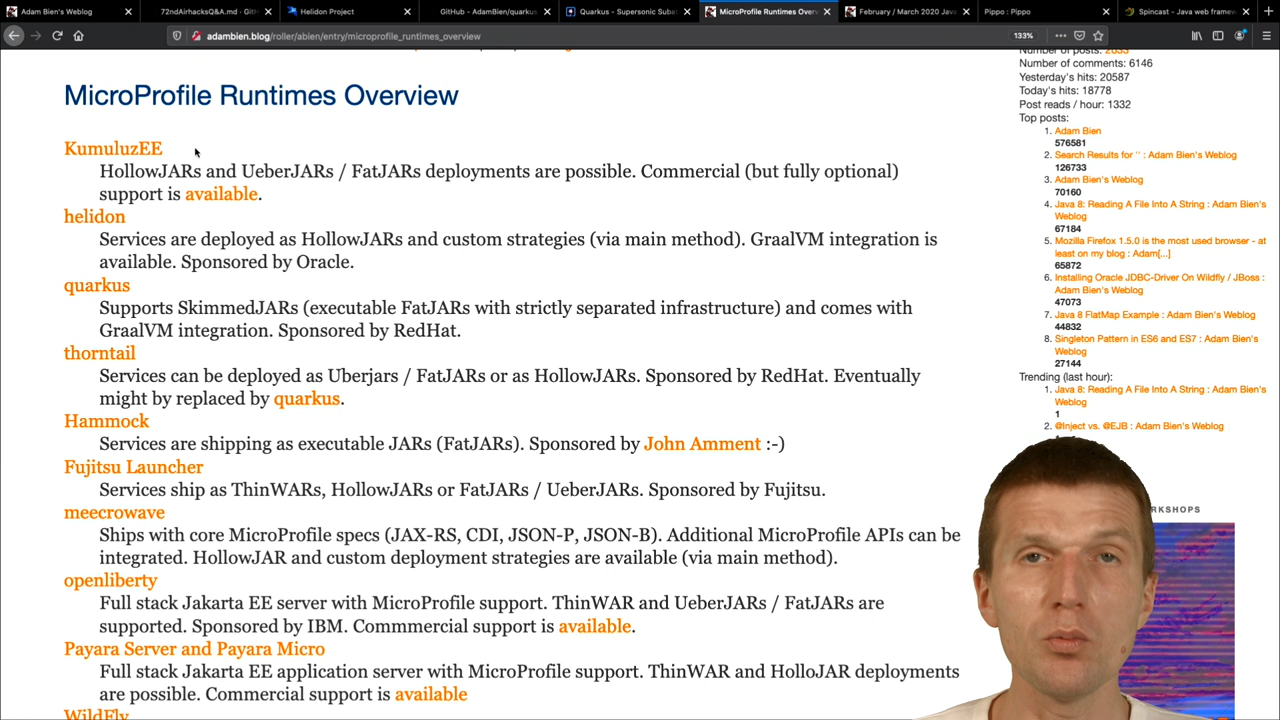 Adam Bien's Weblog
72ndAirhacksQ&A.md · GitH
Helidon Project
GitHub - AdamBien/quarkus
Quarkus - Supersonic Suba
MicroProfile Runtimes Overv
February / March 2020 Java
Pippo : Pippo
Spincast - Java web framew
adambien.blog/roller/abien/entry/microprofile_runtimes_overview
133%
MicroProfile Runtimes Overview
KumuluzEE
HollowJARs and UeberJARs / FatJARs deployments are possible. Commercial (but fully optional)
support is available.
helidon
Services are deployed as HollowJARs and custom strategies (via main method). GraalVM integration is
available. Sponsored by Oracle.
quarkus
Supports SkimmedJARs (executable FatJARs with strictly separated infrastructure) and comes with
GraalVM integration. Sponsored by RedHat.
thorntail
Services can be deployed as Uberjars / FatJARs or as HollowJARs. Sponsored by RedHat. Eventually
might by replaced by quarkus.
Hammock
Services are shipping as executable JARs (FatJARs). Sponsored by John Amment :-)
Fujitsu Launcher
Services ship as ThinWARs, HollowJARs or FatJARs / UeberJARs. Sponsored by Fujitsu.
meecrowave
Ships with core MicroProfile specs (JAX-RS, CDI, JSON-P, JSON-B). Additional MicroProfile APIs can be
integrated. HollowJAR and custom deployment strategies are available (via main method).
openliberty
Full stack Jakarta EE server with MicroProfile support. ThinWAR and UeberJARs / FatJARs are
supported. Sponsored by IBM. Commmercial support is available.
Payara Server and Payara Micro
Full stack Jakarta EE application server with MicroProfile support. ThinWAR and HolloJAR deployments
are possible. Commercial support is available
WildFly
Number of posts: 2033
Number of comments: 6146
Yesterday's hits: 20587
Today's hits: 18778
Post reads / hour: 1332
Top posts:
1. Adam Bien
576581
2. Search Results for '' : Adam Bien's Weblog
126733
3. Adam Bien's Weblog
70160
4. Java 8: Reading A File Into A String : Adam Bien's
Weblog
67184
5. Mozilla Firefox 1.5.0 is the most used browser - at
least on my blog : Adam[...]
65872
6. Installing Oracle JDBC-Driver On Wildfly / JBoss :
Adam Bien's Weblog
47073
7. Java 8 FlatMap Example : Adam Bien's Weblog
44832
8. Singleton Pattern in ES6 and ES7 : Adam Bien's
Weblog
27144
Trending (last hour):
1. Java 8: Reading A File Into A String : Adam Bien's
Weblog
1
2. @Inject vs. @EJB : Adam Bien's Weblog
RKSHOPS